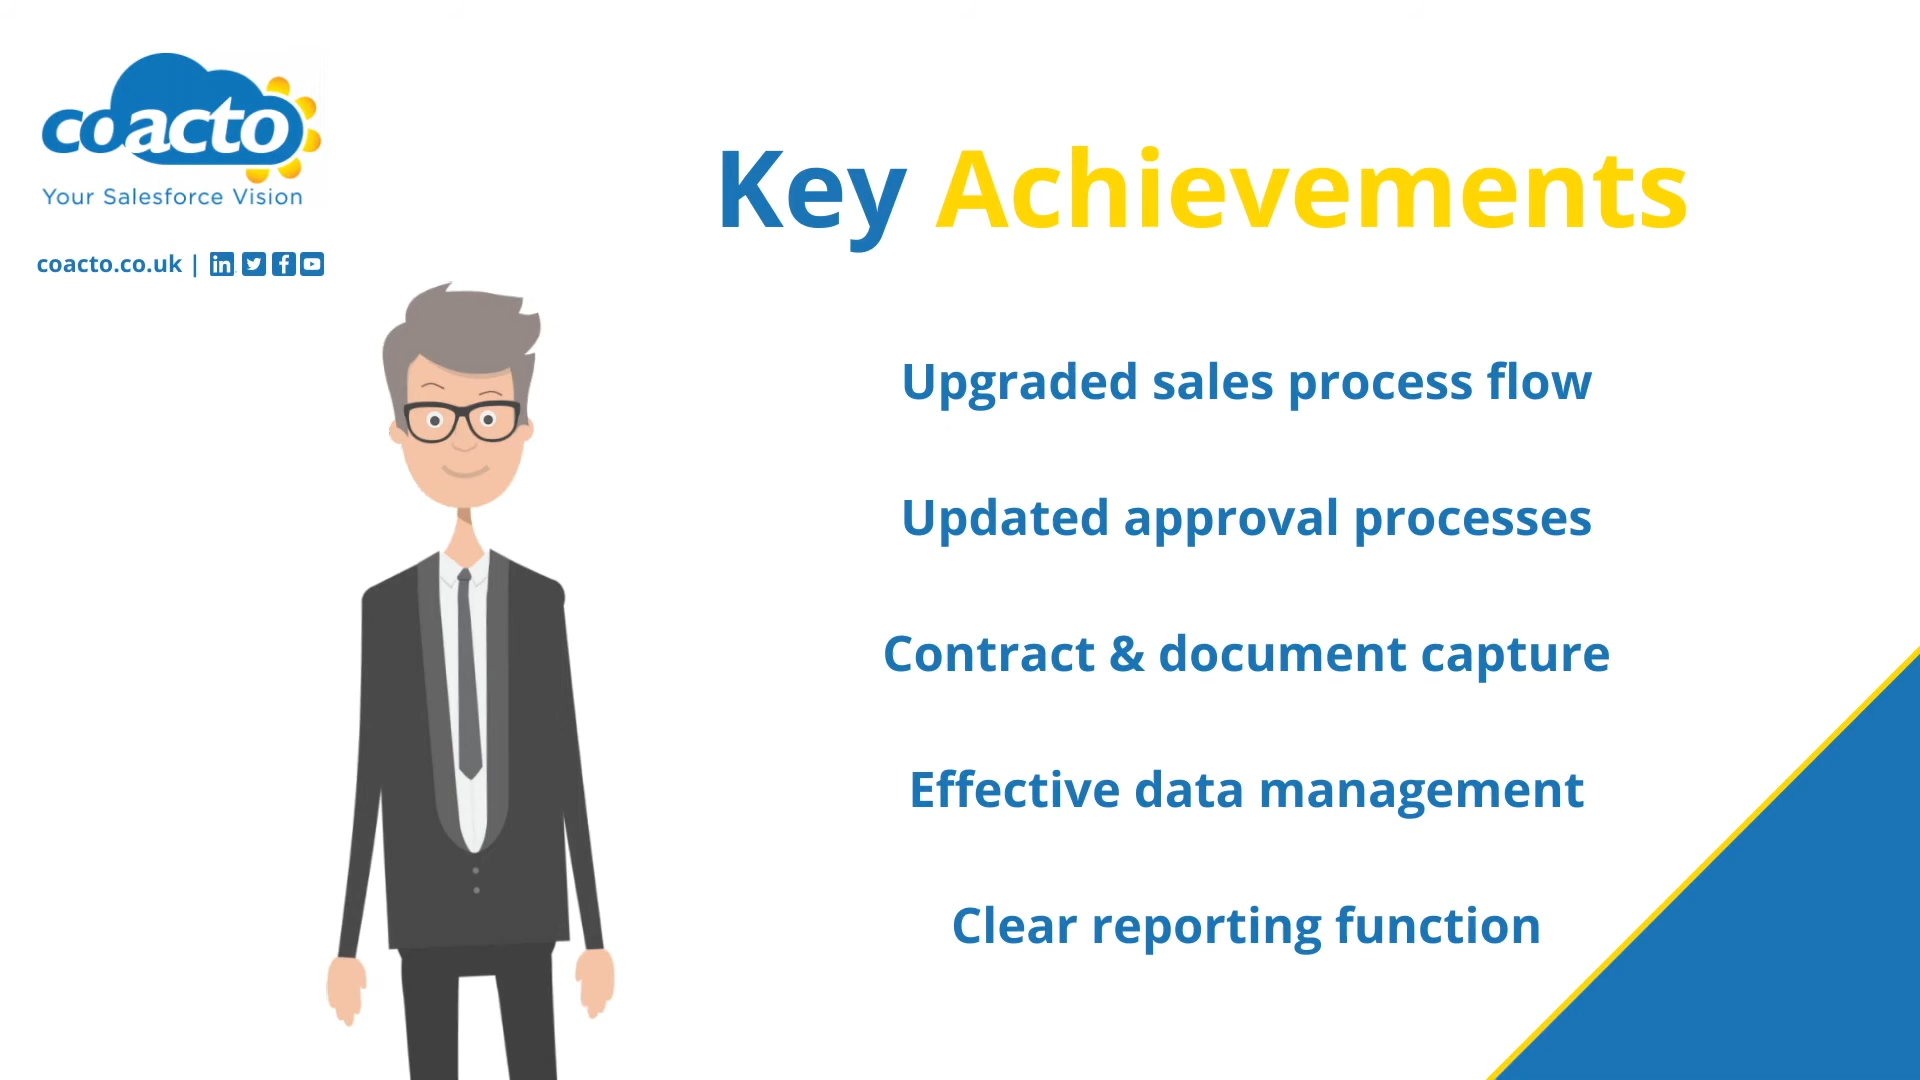 coacto
Your Salesforce Vision
coacto.co.uk |
Key Achievements
Upgraded sales process flow
Updated approval processes
Contract & document capture
Effective data management
Clear reporting function